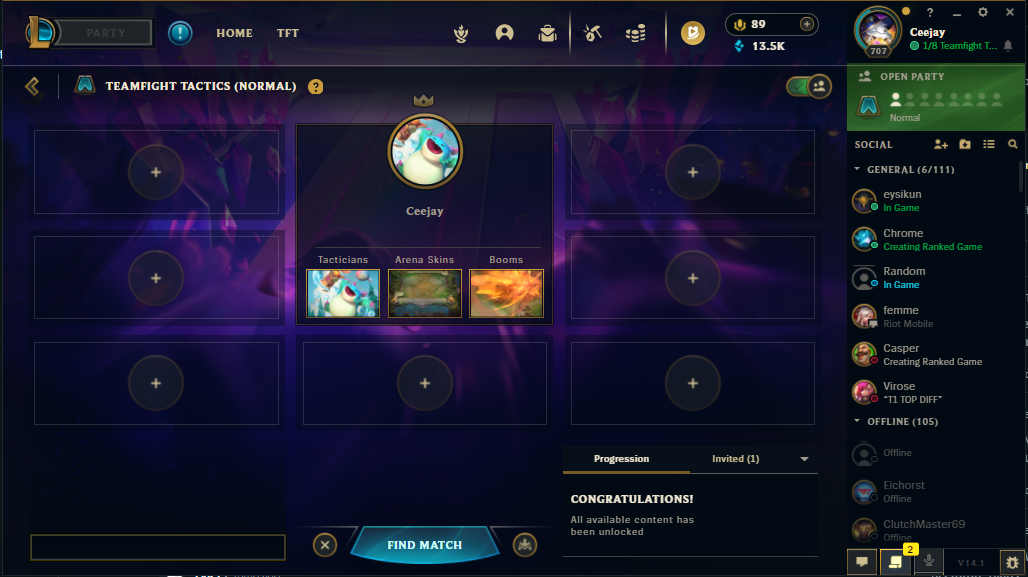 PARTY
HOME
TFT
89
13.5K
?
707
Ceejay
1/8 Teamfight T...
TEAMFIGHT TACTICS (NORMAL)
?
OPEN PARTY
Normal
SOCIAL
GENERAL (6/111)
eysikun
In Game
Chrome
Creating Ranked Game
Random
In Game
femme
Riot Mobile
Casper
Creating Ranked Game
Virose
“T1 TOP DIFF”
OFFLINE (105)
Offline
Eichorst
Offline
ClutchMaster69
Offline
Ceejay
Tacticians
Arena Skins
Booms
Progression
Invited (1)
CONGRATULATIONS!
All available content has
been unlocked
FIND MATCH
2
V14.1